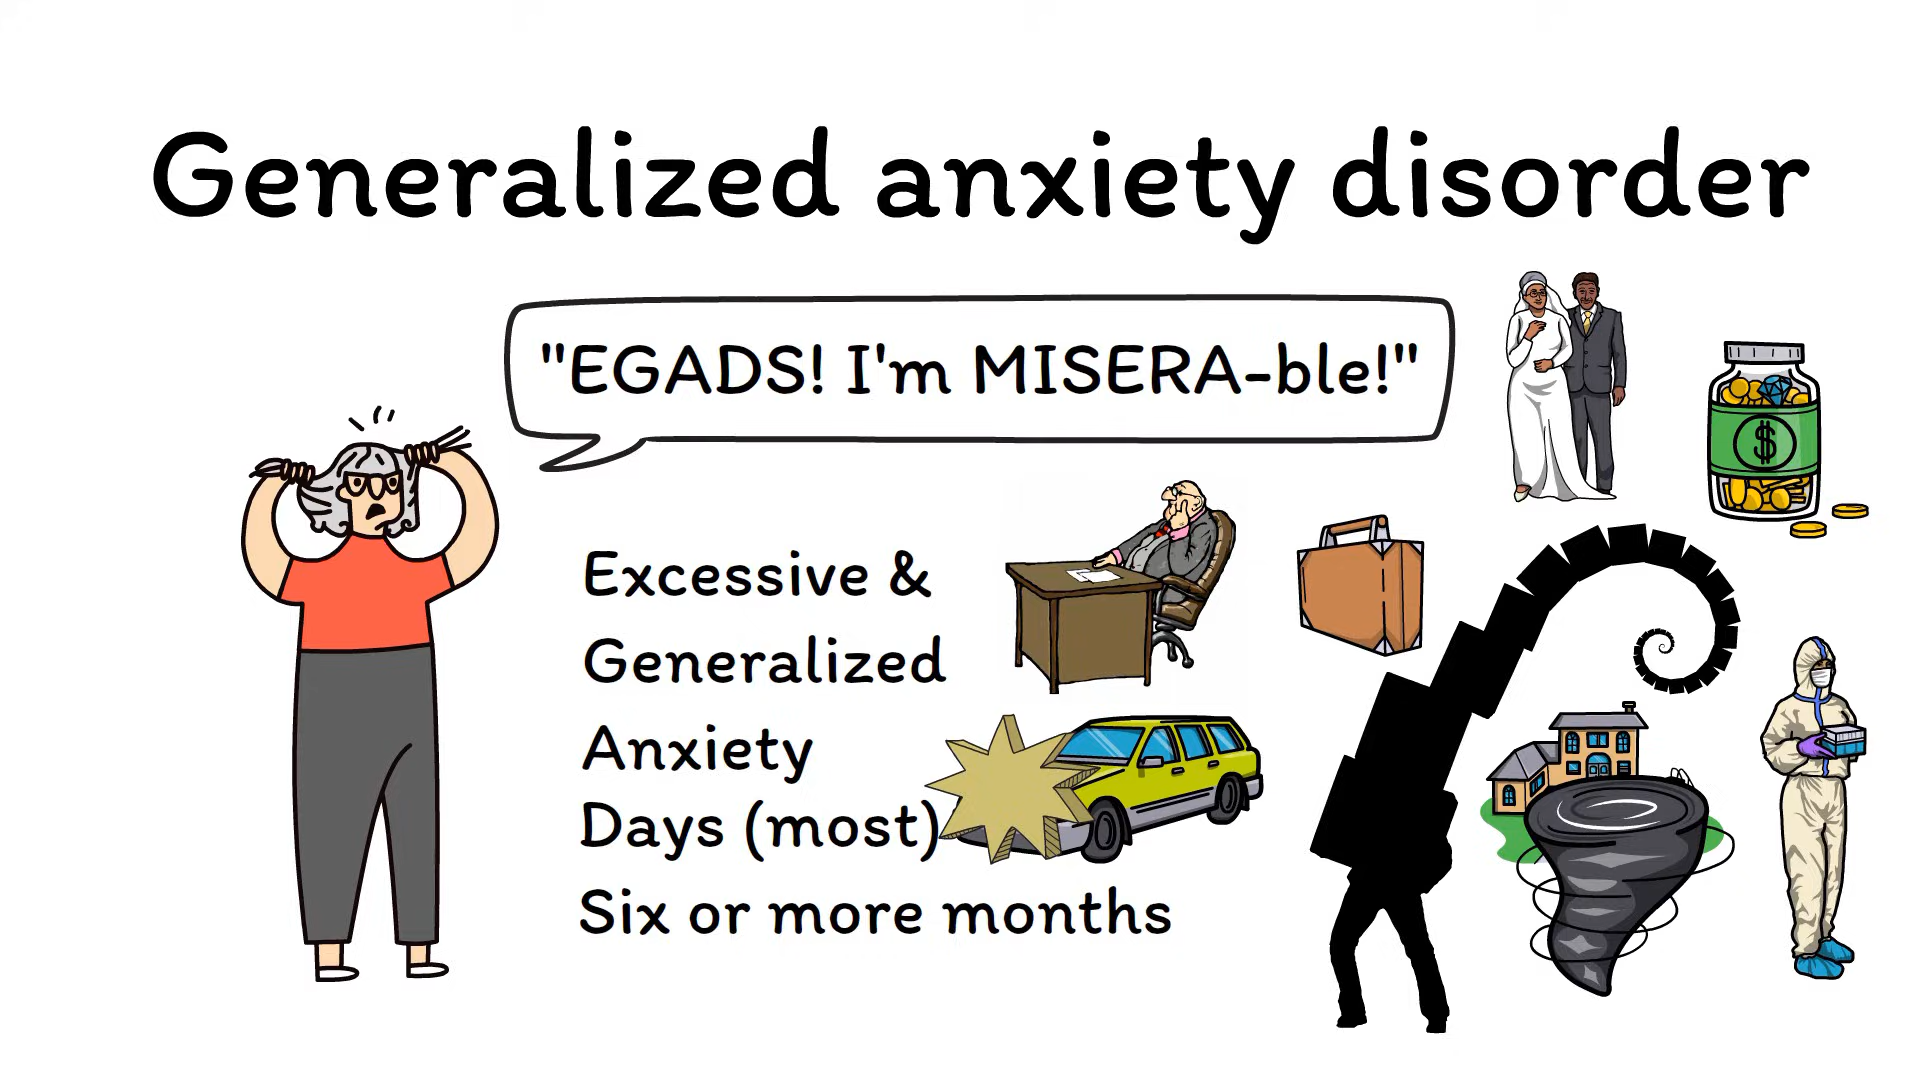 Generalized anxiety disorder
"EGADS! I'm MISERA-ble!"
Excessive &
Generalized
Anxiety
Days (most)
Six or more months
$